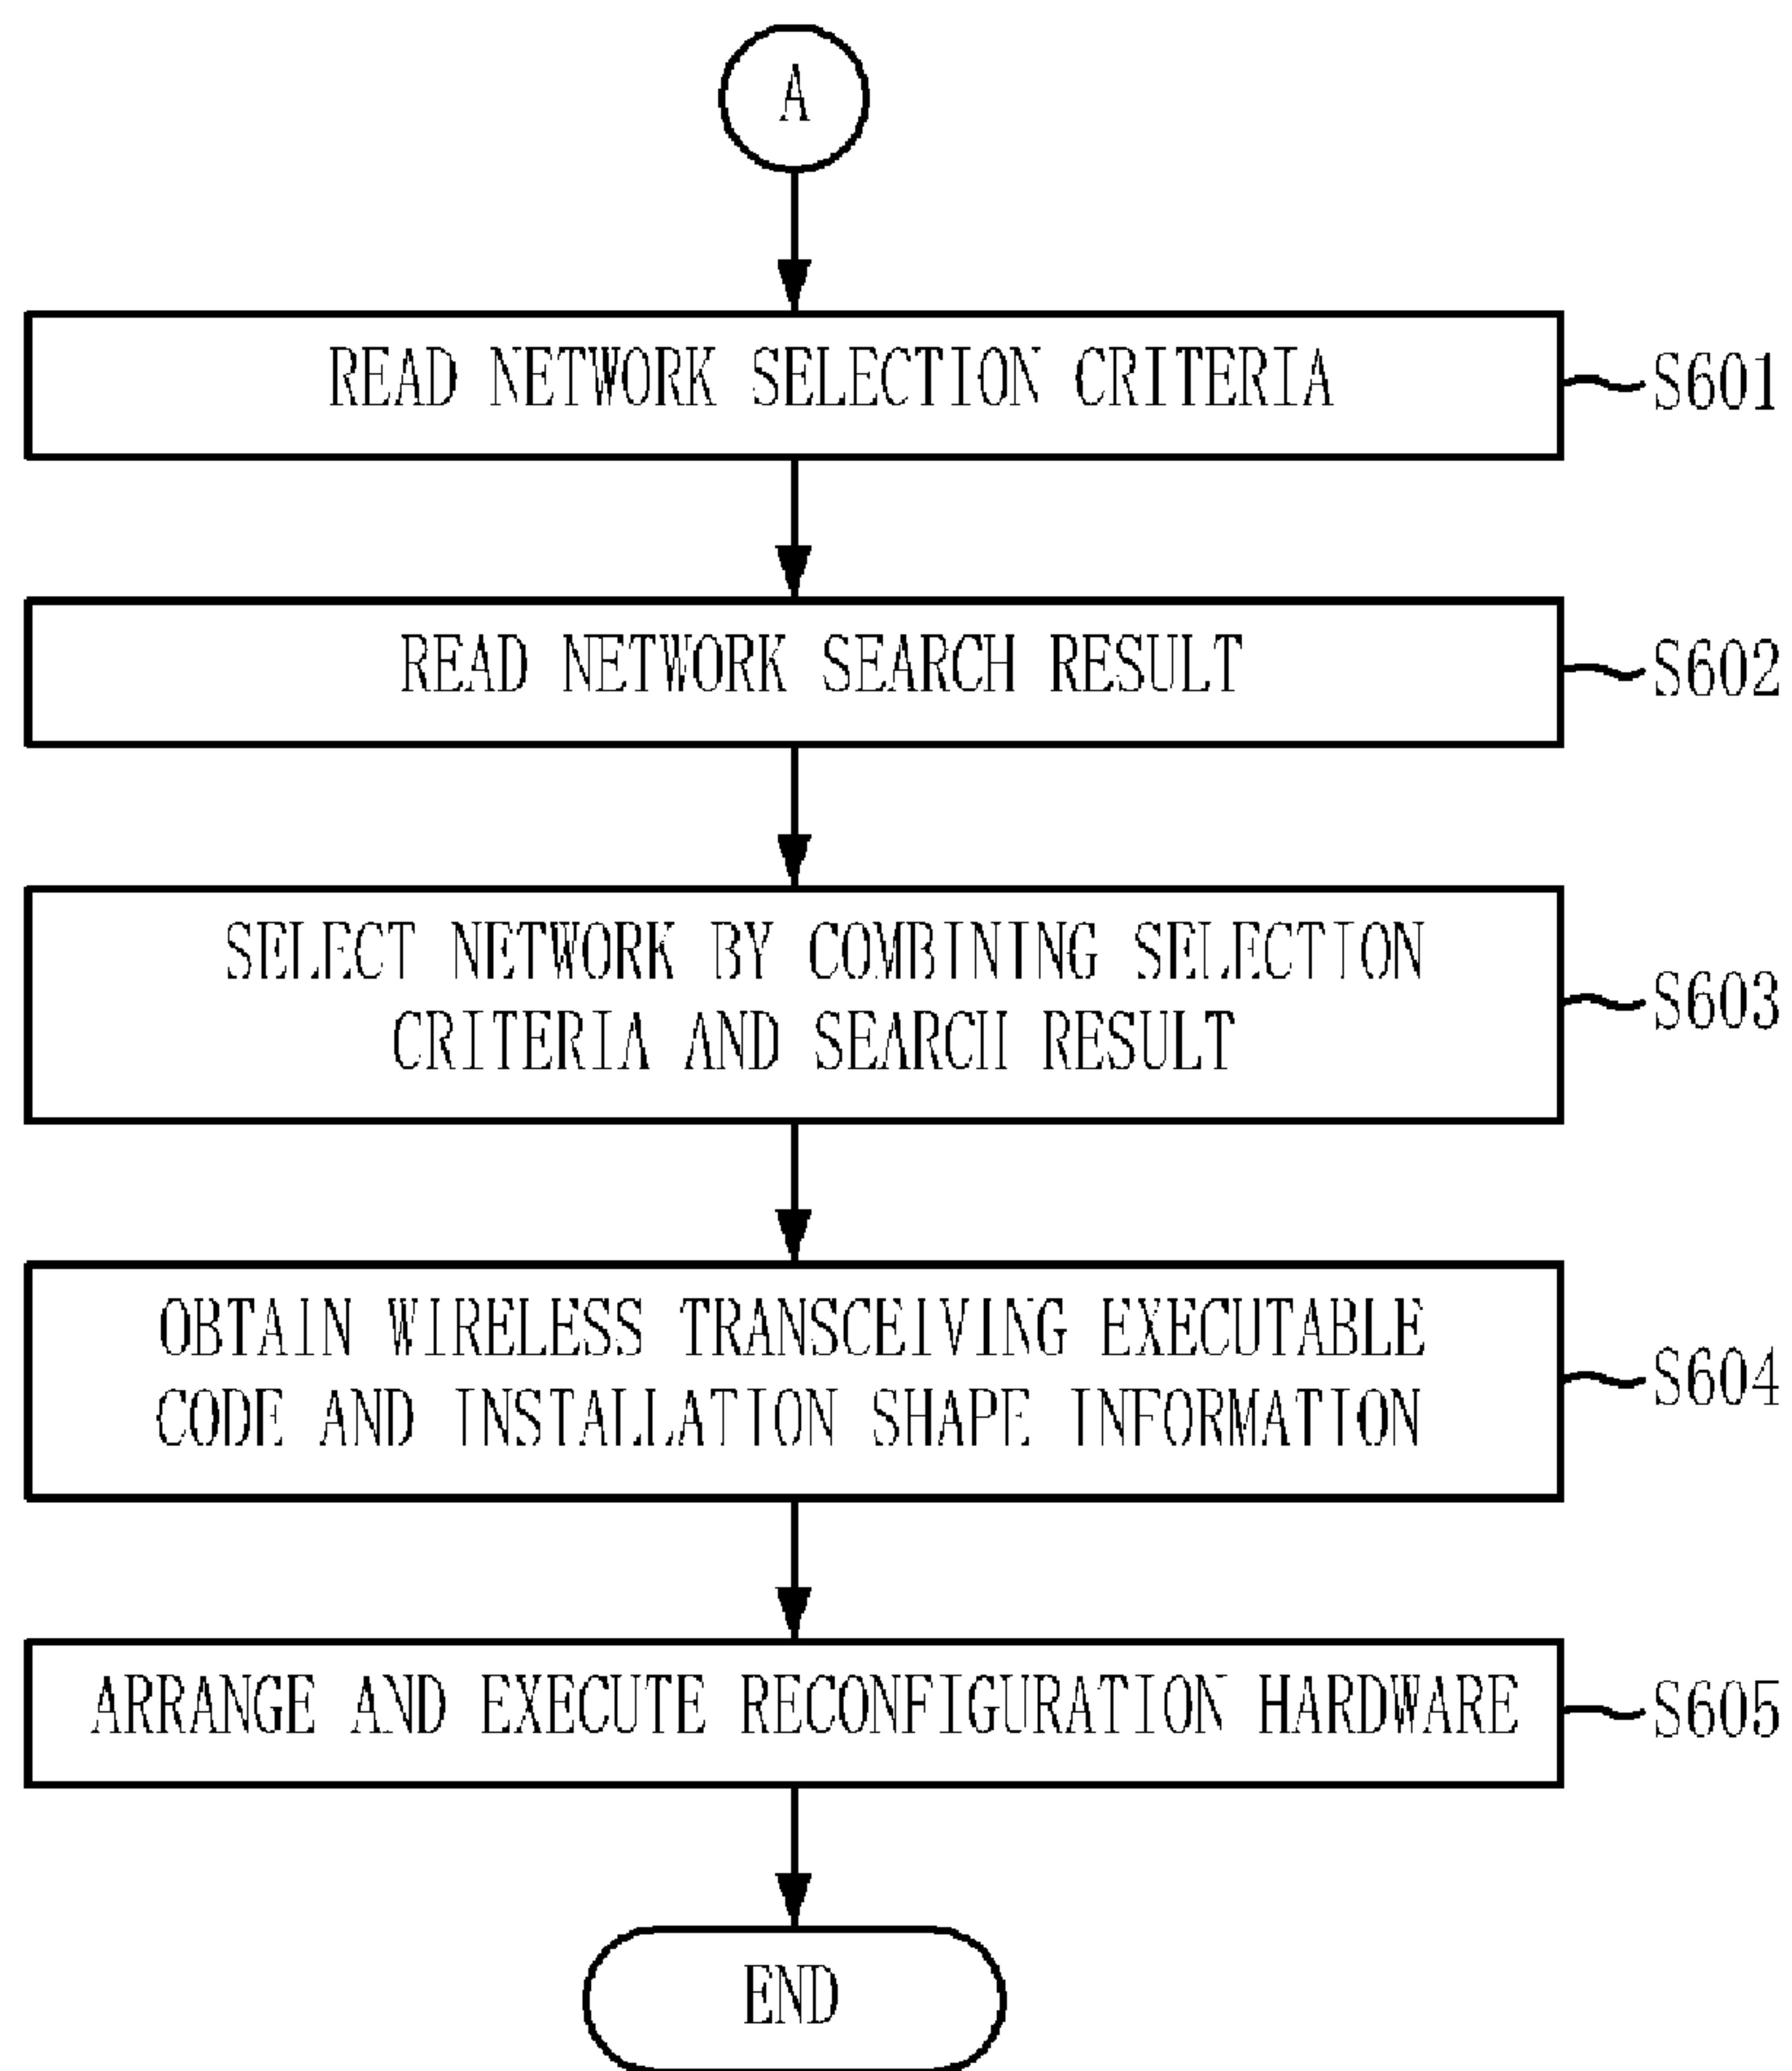 A
READ NETWORK SELECTION CRITERIA
S601
READ NETWORK SEARCH RESULT
S602
SELECT NETWORK BY COMBINING SELECTION
CRITERIA AND SEARCH RESULT
S603
OBTAIN WIRELESS TRANSCEIVING EXECUTABLE
CODE AND INSTALLATION SHAPE INFORMATION
S604
ARRANGE AND EXECUTE RECONFIGURATION HARDWARE
S605
END